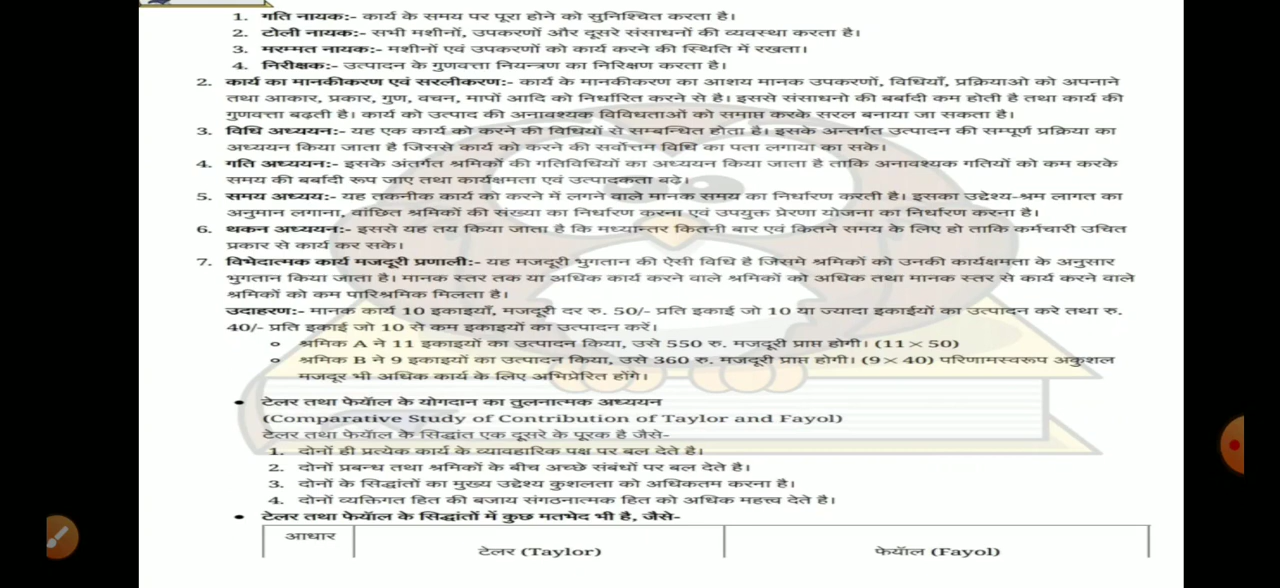 1. गति नायक:- कार्य के समय पर पूरा होने को सुनिश्चित करता है।
2. टोली नायक:- सभी मशीनों, उपकरणों और दूसरे संसाधनों की व्यवस्था करता है।
3. मरम्मत नायक:- मशीनों एवं उपकरणों को कार्य करने की स्थिति में रखता।
4. निरीक्षक:- उत्पादन के गुणवत्ता नियन्त्रण का निरिक्षण करता है।
2. कार्य का मानकीकरण एवं सरलीकरण:- कार्य के मानकीकरण का आशय मानक उपकरणों, विधियाँ, प्रक्रियाओ को अपनाने
तथा आकार, प्रकार, गुण, वचन, मापों आदि को निर्धारित करने से है। इससे संसाधनो की बर्बादी कम होती है तथा कार्य की
गुणवत्ता बढ़ती है। कार्य को उत्पाद की अनावश्यक विविधताओं को समाप्त करके सरल बनाया जा सकता है।
3. विधि अध्ययन:- यह एक कार्य को करने की विधियों से सम्बन्धित होता है। इसके अन्तर्गत उत्पादन की सम्पूर्ण प्रक्रिया का
अध्ययन किया जाता है जिससे कार्य को करने की सर्वोत्तम विधि का पता लगाया का सके।
4. गति अध्ययन:- इसके अंतर्गत श्रमिकों की गतिविधियों का अध्ययन किया जाता है ताकि अनावश्यक गतियों को कम करके
समय की बर्बादी रूप जाए तथा कार्यक्षमता एवं उत्पादकता बढ़े।
5. समय अध्यय:- यह तकनीक कार्य को करने में लगने वाले मानक समय का निर्धारण करती है। इसका उद्देश्य-श्रम लागत का
अनुमान लगाना, वांछित श्रमिकों की संख्या का निर्धारण करना एवं उपयुक्त प्रेरणा योजना का निर्धारण करना है।
6. थकन अध्ययन:- इससे यह तय किया जाता है कि मध्यान्तर कितनी बार एवं कितने समय के लिए हो ताकि कर्मचारी उचित
प्रकार से कार्य कर सके।
7. विभेदात्मक कार्य मजदूरी प्रणाली:- यह मजदूरी भुगतान की ऐसी विधि है जिसमे श्रमिकों को उनकी कार्यक्षमता के अनुसार
भुगतान किया जाता है। मानक स्तर तक या अधिक कार्य करने वाले श्रमिकों को अधिक तथा मानक स्तर से कार्य करने वाले
श्रमिकों को कम पारिश्रमिक मिलता है।
उदाहरण:- मानक कार्य 10 इकाइयाँ, मजदूरी दर रु. 50/- प्रति इकाई जो 10 या ज्यादा इकाईयों का उत्पादन करे तथा रु.
40/- प्रति इकाई जो 10 से कम इकाइयों का उत्पादन करें।
○ श्रमिक A ने 11 इकाइयों का उत्पादन किया, उसे 550 रु. मजदूरी प्राप्त होगी। (11× 50)
○ श्रमिक B ने 9 इकाइयों का उत्पादन किया, उसे 360 रु. मजदूरी प्राप्त होगी। (9× 40) परिणामस्वरूप अकुशल
मजदूर भी अधिक कार्य के लिए अभिप्रेरित होंगे।
• टेलर तथा फेयॅाल के योगदान का तुलनात्मक अध्ययन
(Comparative Study of Contribution of Taylor and Fayol)
टेलर तथा फेयॅाल के सिद्धांत एक दूसरे के पूरक है जैसे-
1. दोनों ही प्रत्येक कार्य के व्यावहारिक पक्ष पर बल देते है।
2. दोनों प्रबन्ध तथा श्रमिकों के बीच अच्छे संबंधों पर बल देते है।
3. दोनों के सिद्धांतों का मुख्य उद्देश्य कुशलता को अधिकतम करना है।
4. दोनों व्यक्तिगत हित की बजाय संगठनात्मक हित को अधिक महत्त्व देते है।
• टेलर तथा फेयॅाल के सिद्धांतों में कुछ मतभेद भी है, जैसे-
आधार टेलर (Taylor) फेयॅाल (Fayol)